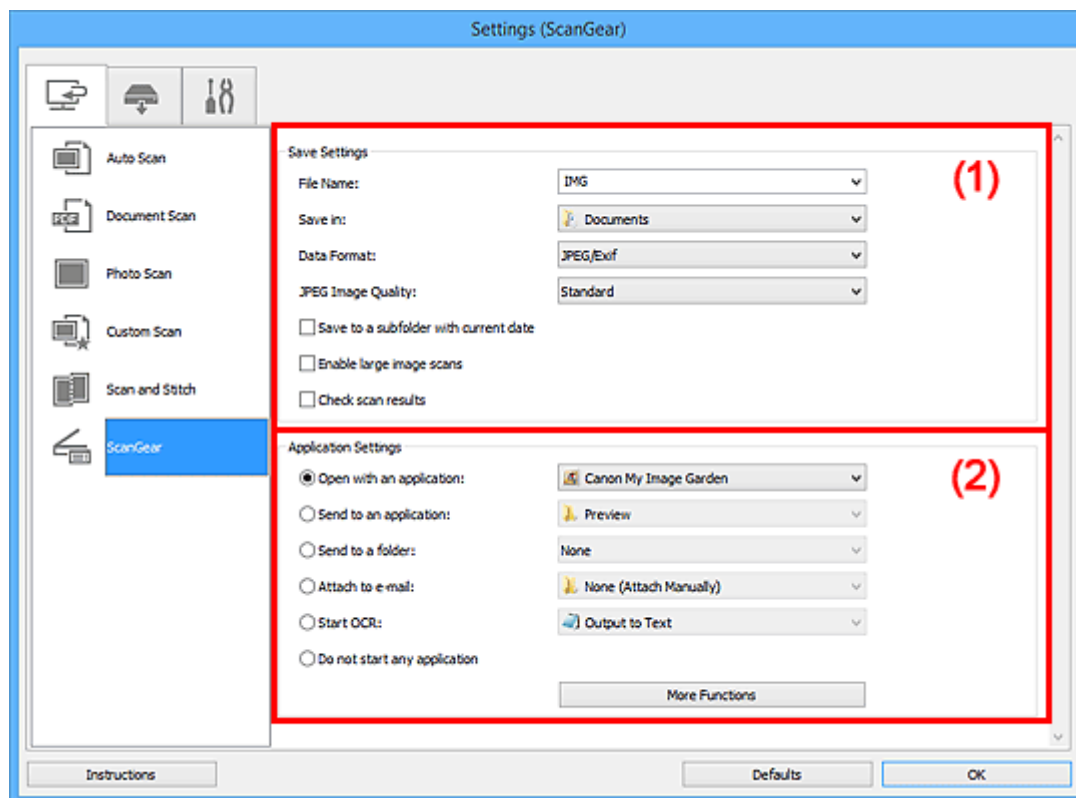 Settings (ScanGear)
Auto Scan
Document Scan
Photo Scan
Custom Scan
Scan and Stitch
ScanGear
Save Settings
(1)
File Name: IMG
Save in: Documents
Data Format: JPEG/Exif
JPEG Image Quality: Standard
Save to a subfolder with current date
Enable large image scans
Check scan results
Application Settings
(2)
Open with an application: Canon My Image Garden
Send to an application: Preview
Send to a folder: None
Attach to e-mail: None (Attach Manually)
Start OCR: Output to Text
Do not start any application
More Functions
Instructions Defaults OK